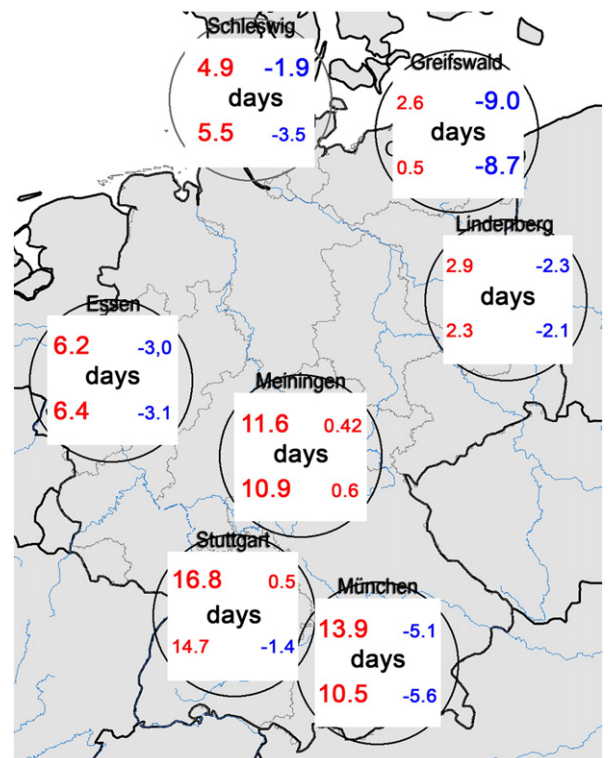 Schleswig
4.9 -1.9
days
5.5 -3.5
Greifswald
2.6 -9.0
days
0.5 -8.7
Lindenberg
2.9 -2.3
days
2.3 -2.1
Essen
6.2 -3,0
days
6.4 -3.1
Meiningen
11.6 0.42
days
10.9 0.6
Stuttgart
16.8 0.5
days
14.7 -1.4
München
13.9 -5.1
days
10.5 -5.6